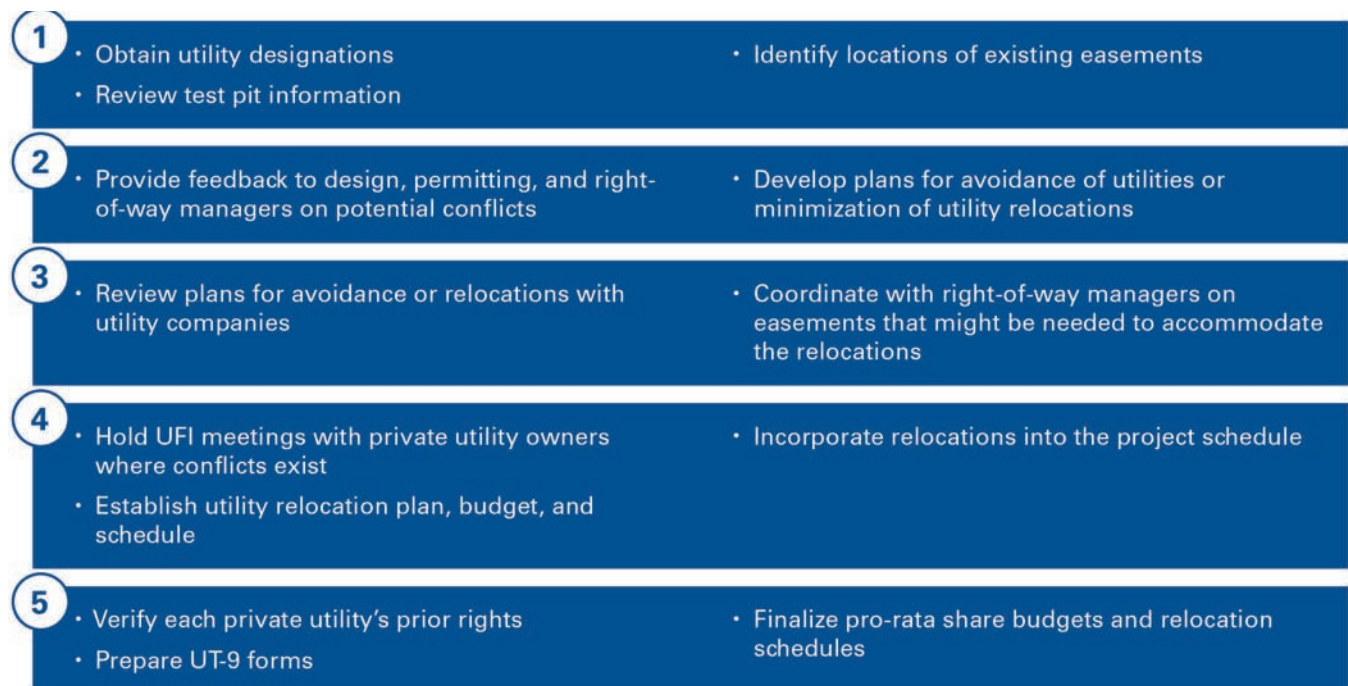 1
• Obtain utility designations
• Review test pit information
• Identify locations of existing easements
2
• Provide feedback to design, permitting, and right-
of-way managers on potential conflicts
• Develop plans for avoidance of utilities or
minimization of utility relocations
3
• Review plans for avoidance or relocations with
utility companies
• Coordinate with right-of-way managers on
easements that might be needed to accommodate
the relocations
4
• Hold UFI meetings with private utility owners
where conflicts exist
• Establish utility relocation plan, budget, and
schedule
• Incorporate relocations into the project schedule
5
• Verify each private utility’s prior rights
• Prepare UT-9 forms
• Finalize pro-rata share budgets and relocation
schedules